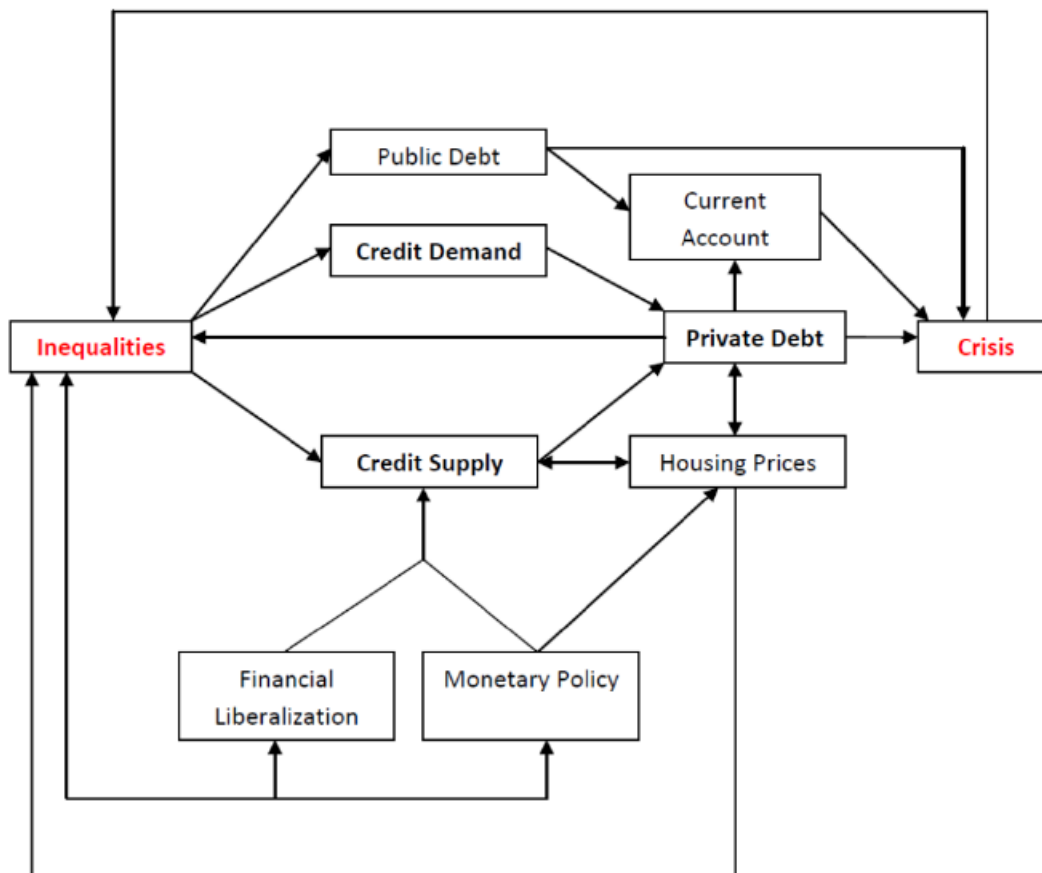 Public Debt
Current
Account
Credit Demand
Inequalities
Private Debt
Crisis
Credit Supply
Housing Prices
Financial
Liberalization
Monetary Policy